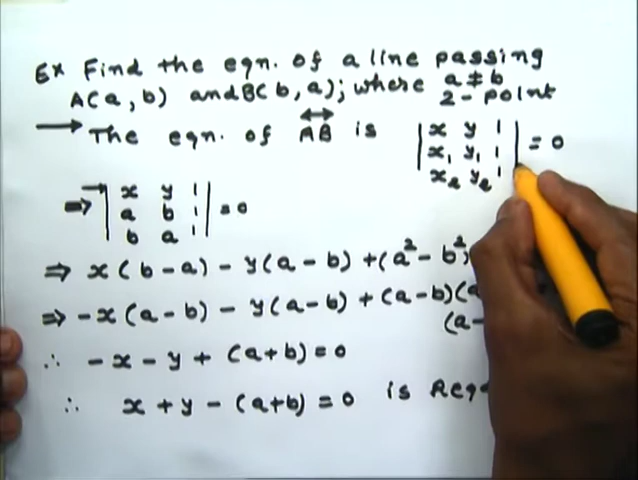 Ex Find the eqn. of a line passing
A(a, b) and B(b, a); where a ≠ b
2-point
→ The eqn. of AB is | x y 1 |
| x₁ y₁ 1 | = 0
| x₂ y₂ 1 |
⇒ | x y 1 |
| a b 1 | = 0
| b a 1 |
⇒ x(b-a) - y(a-b) + (a² - b²)
⇒ -x(a-b) - y(a-b) + (a-b)(a
(a-
∴ -x - y + (a+b) = 0
∴ x + y - (a+b) = 0 is Req